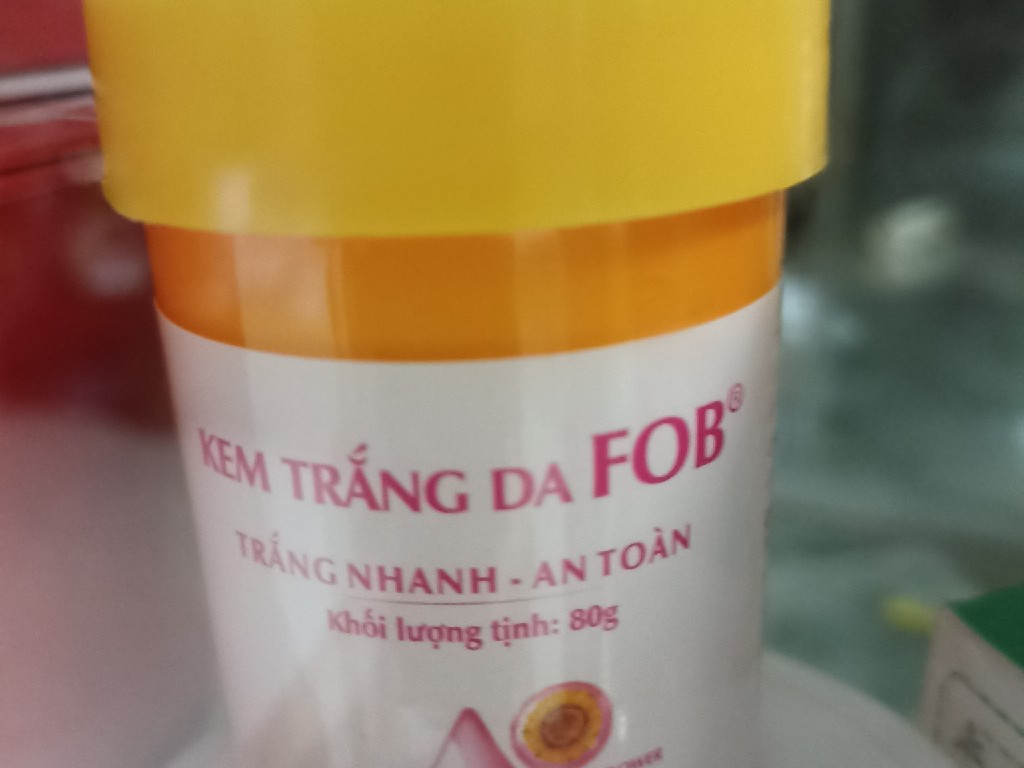 KEM TRẮNG DA FOB®
TRẮNG NHANH - AN TOÀN
Khối lượng tịnh: 80g